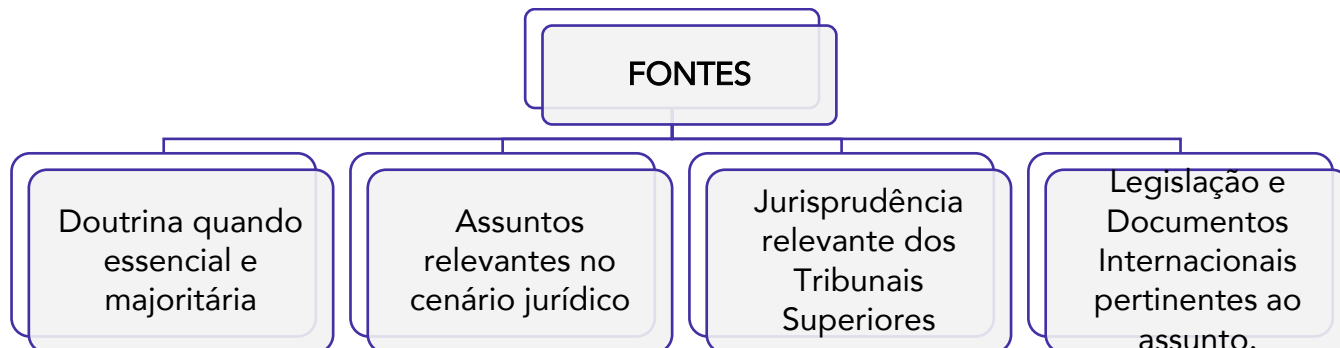 FONTES
Doutrina quando
essencial e
majoritária
Assuntos
relevantes no
cenário jurídico
Jurisprudência
relevante dos
Tribunais
Superiores
Legislação e
Documentos
Internacionais
pertinentes ao
assunto.